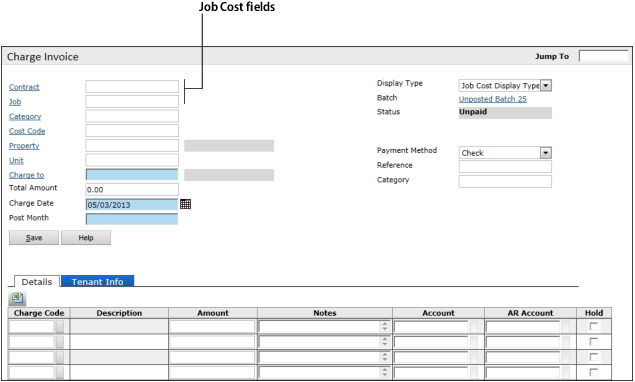 Job Cost fields
Charge Invoice
Jump To
Contract
Job
Category
Cost Code
Property
Unit
Charge to
Total Amount 0.00
Charge Date 05/03/2013
Post Month
Display Type Job Cost Display Type
Batch Unposted Batch 25
Status Unpaid
Payment Method Check
Reference
Category
Save Help
Details Tenant Info
Charge Code Description Amount Notes Account AR Account Hold